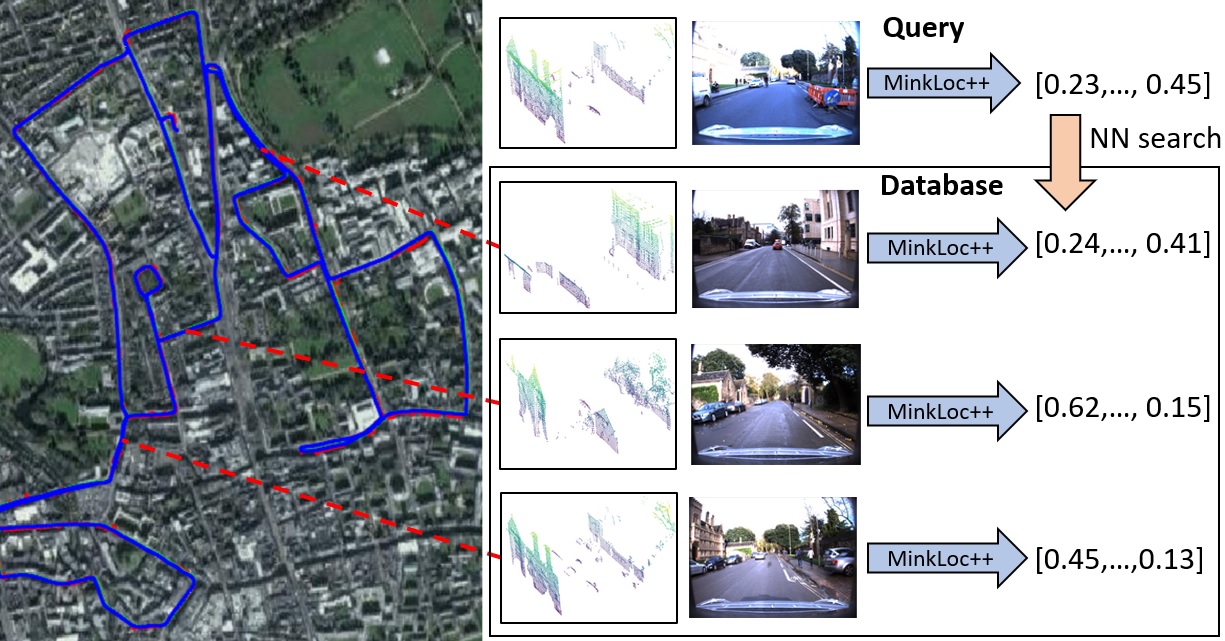 Query
MinkLoc++
[0.23,..., 0.45]
NN search
Database
MinkLoc++
[0.24,..., 0.41]
MinkLoc++
[0.62,..., 0.15]
MinkLoc++
[0.45,...,0.13]